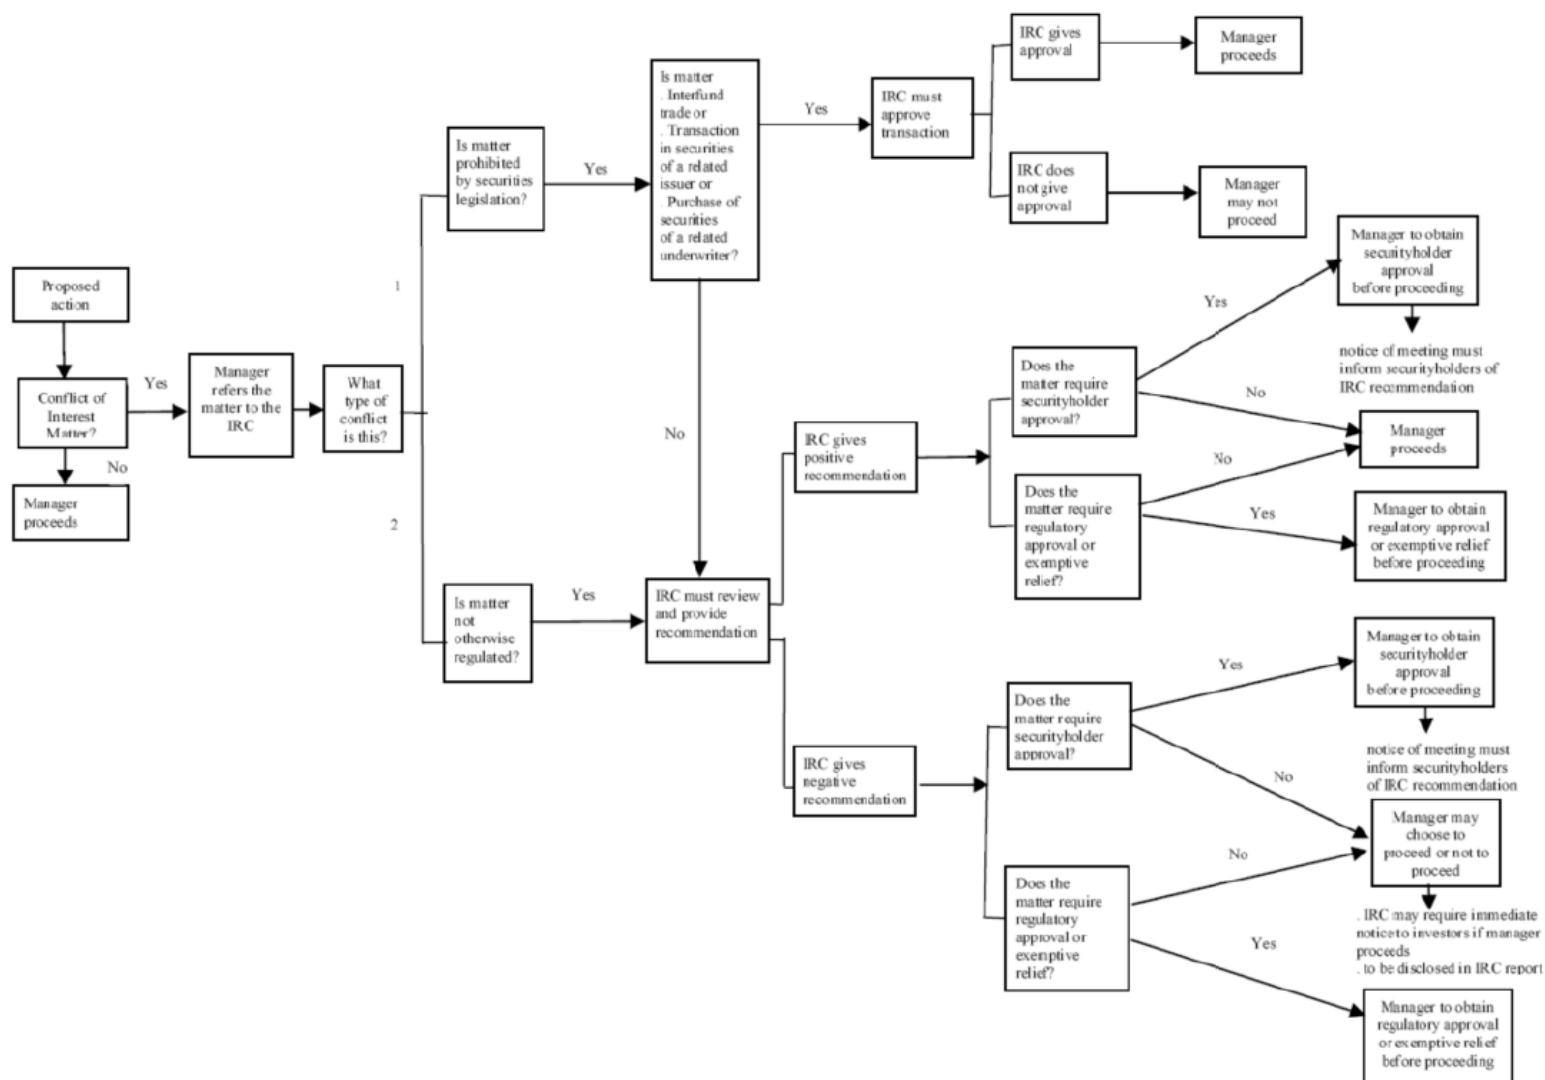 Proposed
action
Conflict of
Interest
Matter?
Yes
No
Manager
proceeds
Manager
refers the
matter to the
IRC
What
type of
conflict
is this?
1
2
Is matter
prohibited
by securities
legislation?
Yes
Is matter
. Interfund
trade or
. Transaction
in securities
of a related
issuer or
. Purchase of
securities
of a related
underwriter?
Yes
No
IRC must
approve
transaction
IRC gives
approval
Manager
proceeds
IRC does
not give
approval
Manager
may not
proceed
Is matter
not
otherwise
regulated?
Yes
IRC must review
and provide
recommendation
IRC gives
positive
recommendation
Does the
matter require
securityholder
approval?
Yes
Manager to obtain
securityholder
approval
before proceeding
notice of meeting must
inform securityholders of
IRC recommendation
No
Manager
proceeds
Does the
matter require
regulatory
approval or
exemptive
relief?
No
Yes
Manager to obtain
regulatory approval
or exemptive relief
before proceeding
IRC gives
negative
recommendation
Does the
matter require
securityholder
approval?
Yes
Manager to obtain
securityholder
approval
before proceeding
notice of meeting must
inform securityholders
of IRC recommendation
No
Manager may
choose to
proceed or not to
proceed
. IRC may require immediate
notice to investors if manager
proceeds
. to be disclosed in IRC report
Does the
matter require
regulatory
approval or
exemptive
relief?
No
Yes
Manager to obtain
regulatory approval
or exemptive relief
before proceeding